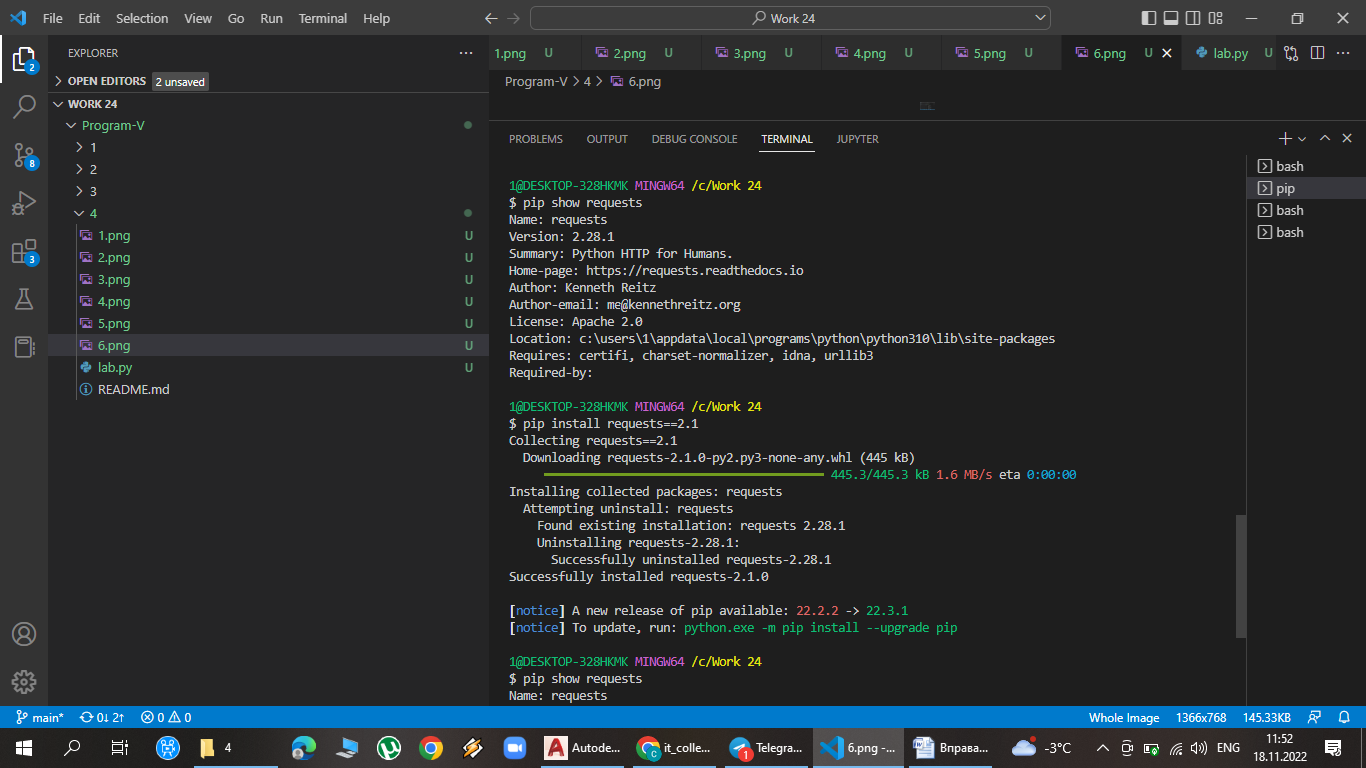 File Edit Selection View Go Run Terminal Help
Work 24
EXPLORER
OPEN EDITORS 2 unsaved
WORK 24
Program-V
1
2
3
4
1.png U
2.png U
3.png U
4.png U
5.png U
6.png U
lab.py U
README.md
2
8
3
1.png U 2.png U 3.png U 4.png U 5.png U 6.png U lab.py U
Program-V > 4 > 6.png
PROBLEMS OUTPUT DEBUG CONSOLE TERMINAL JUPYTER
bash
pip
bash
bash
1@DESKTOP-328HKMK MINGW64 /c/Work 24
$ pip show requests
Name: requests
Version: 2.28.1
Summary: Python HTTP for Humans.
Home-page: https://requests.readthedocs.io
Author: Kenneth Reitz
Author-email: me@kennethreitz.org
License: Apache 2.0
Location: c:\users\1\appdata\local\programs\python\python310\lib\site-packages
Requires: certifi, charset-normalizer, idna, urllib3
Required-by:
1@DESKTOP-328HKMK MINGW64 /c/Work 24
$ pip install requests==2.1
Collecting requests==2.1
Downloading requests-2.1.0-py2.py3-none-any.whl (445 kB)
445.3/445.3 kB 1.6 MB/s eta 0:00:00
Installing collected packages: requests
Attempting uninstall: requests
Found existing installation: requests 2.28.1
Uninstalling requests-2.28.1:
Successfully uninstalled requests-2.28.1
Successfully installed requests-2.1.0
[notice] A new release of pip available: 22.2.2 -> 22.3.1
[notice] To update, run: python.exe -m pip install --upgrade pip
1@DESKTOP-328HKMK MINGW64 /c/Work 24
$ pip show requests
Name: requests
main* 0↓ 2↑ 0 0 Whole Image 1366x768 145.33KB
4 Autode... it_colle... Telegra... 1 6.png -... Вправа... -3°C ENG 11:52
18.11.2022